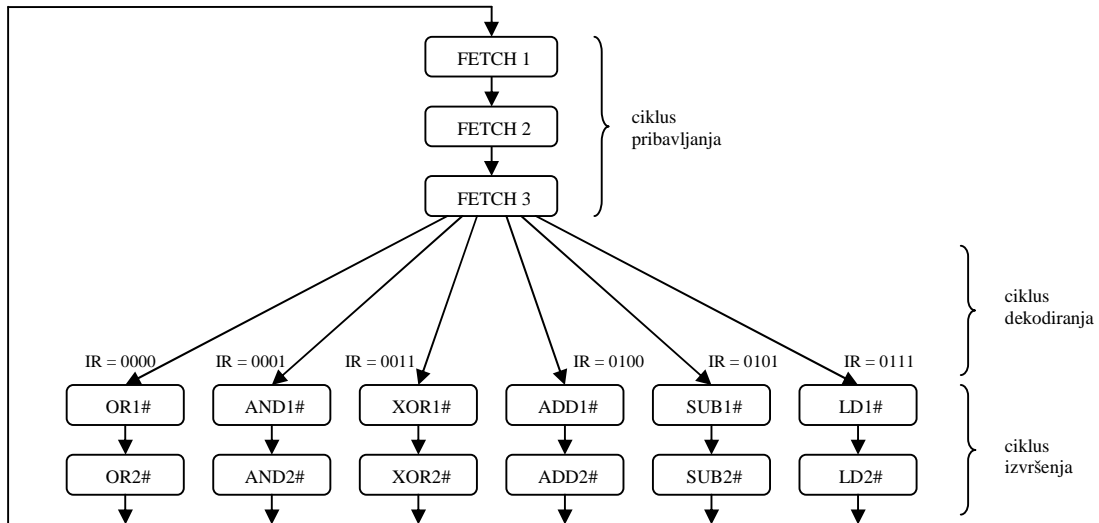 FETCH 1
FETCH 2
ciklus
pribavljanja
FETCH 3
ciklus
dekodiranja
IR = 0000
IR = 0001
IR = 0011
IR = 0100
IR = 0101
IR = 0111
OR1#
AND1#
XOR1#
ADD1#
SUB1#
LD1#
ciklus
izvršenja
OR2#
AND2#
XOR2#
ADD2#
SUB2#
LD2#